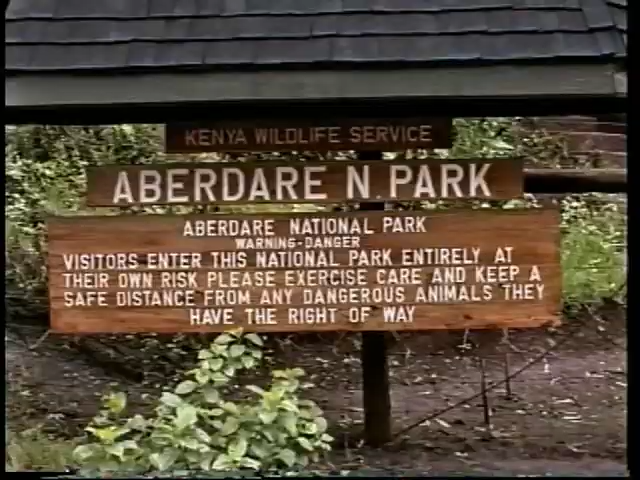 KENYA WILDLIFE SERVICE
ABERDARE N. PARK
ABERDARE NATIONAL PARK
WARNING-DANGER
VISITORS ENTER THIS NATIONAL PARK ENTIRELY AT
THEIR OWN RISK PLEASE EXERCISE CARE AND KEEP A
SAFE DISTANCE FROM ANY DANGEROUS ANIMALS THEY
HAVE THE RIGHT OF WAY